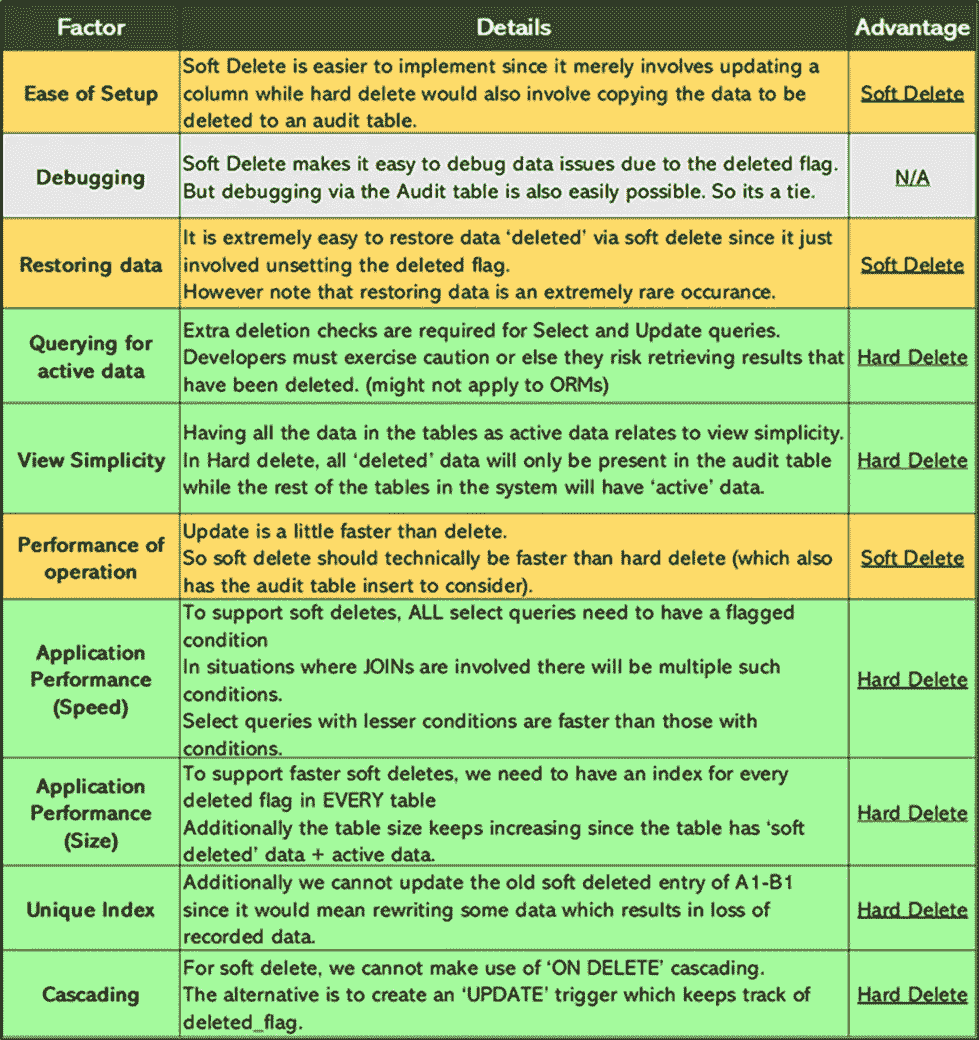 Factor Details Advantage
Soft Delete is easier to implement since it merely involves updating a
Ease of Setup column while hard delete would also involve copying the data to be Soft Delete
deleted to an audit table.
Soft Delete makes it easy to debug data issues due to the deleted flag.
Debugging N/A
But debugging via the Audit table is also easily possible. So its a tie.
It is extremely easy to restore data ‘deleted’ via soft delete since it just
Restoring data involved unsetting the deleted flag. Soft Delete
However note that restoring data is an extremely rare occurance.
Querying for
active data
Extra deletion checks are required for Select and Update queries.
Developers must exercise caution or else they risk retrieving results that
have been deleted. (might not apply to ORMs)
Hard Delete
View Simplicity
Having all the data in the tables as active data relates to view simplicity.
In Hard delete, all ‘deleted’ data will only be present in the audit table
while the rest of the tables in the system will have ‘active’ data.
Hard Delete
Performance of
operation
Update is a little faster than delete.
So soft delete should technically be faster than hard delete (which also
has the audit table insert to consider).
Soft Delete
Application
Performance
(Speed)
To support soft deletes, ALL select queries need to have a flagged
condition
In situations where JOINs are involved there will be multiple such
conditions.
Select queries with lesser conditions are faster than those with
conditions.
Hard Delete
Application
Performance
(Size)
To support faster soft deletes, we need to have an index for every
deleted flag in EVERY table
Additionally the table size keeps increasing since the table has ‘soft
deleted’ data + active data.
Hard Delete
Unique Index
Additionally we cannot update the old soft deleted entry of A1-B1
since it would mean rewriting some data which results in loss of
recorded data.
Hard Delete
Cascading
For soft delete, we cannot make use of ‘ON DELETE’ cascading.
The alternative is to create an ‘UPDATE’ trigger which keeps track of
deleted_flag.
Hard Delete